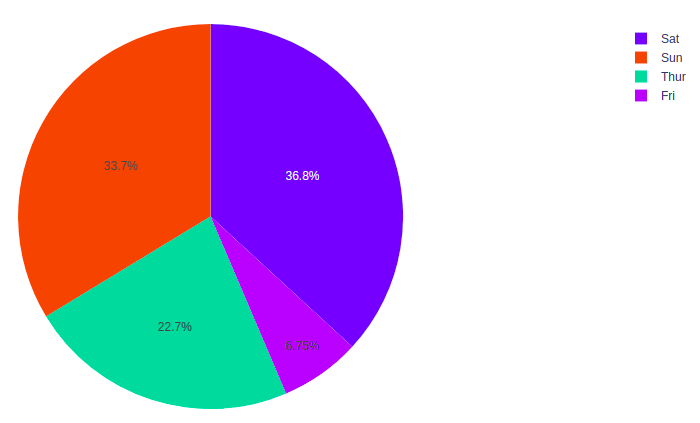 Sat
Sun
Thur
Fri
33.7%
36.8%
22.7%
6.75%